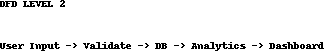 DFD LEVEL 2
User Input -> Validate -> DB -> Analytics -> Dashboard